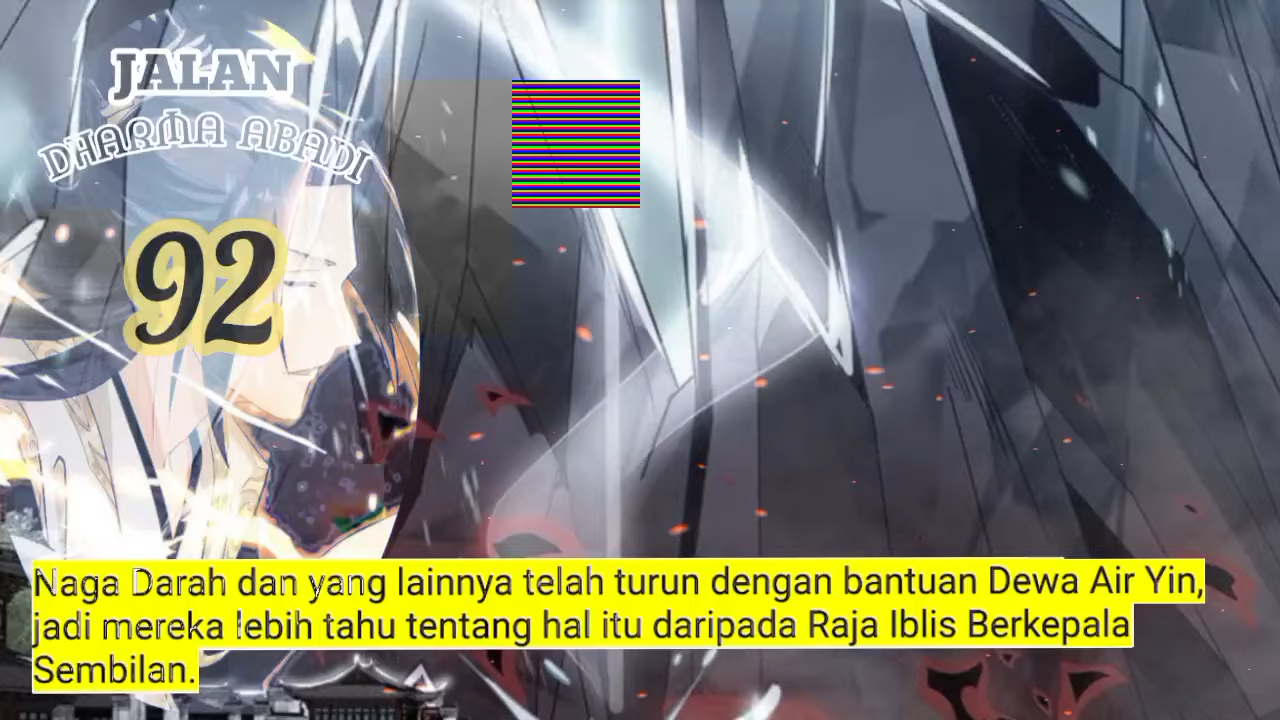 JALAN
DHARMA ABADI
92
Naga Darah dan yang lainnya telah turun dengan bantuan Dewa Air Yin,
jadi mereka lebih tahu tentang hal itu daripada Raja Iblis Berkepala
Sembilan.